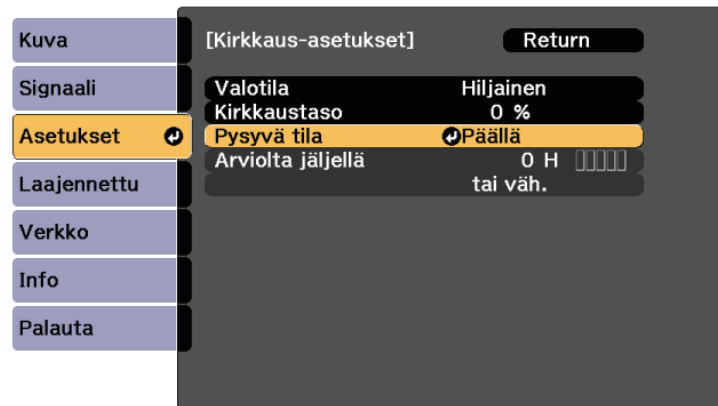 Kuva
Signaali
Asetukset
Laajennettu
Verkko
Info
Palauta
[Kirkkaus-asetukset] Return
Valotila Hiljainen
Kirkkaustaso 0 %
Pysyvä tila Päällä
Arviolta jäljellä 0 H
tai väh.